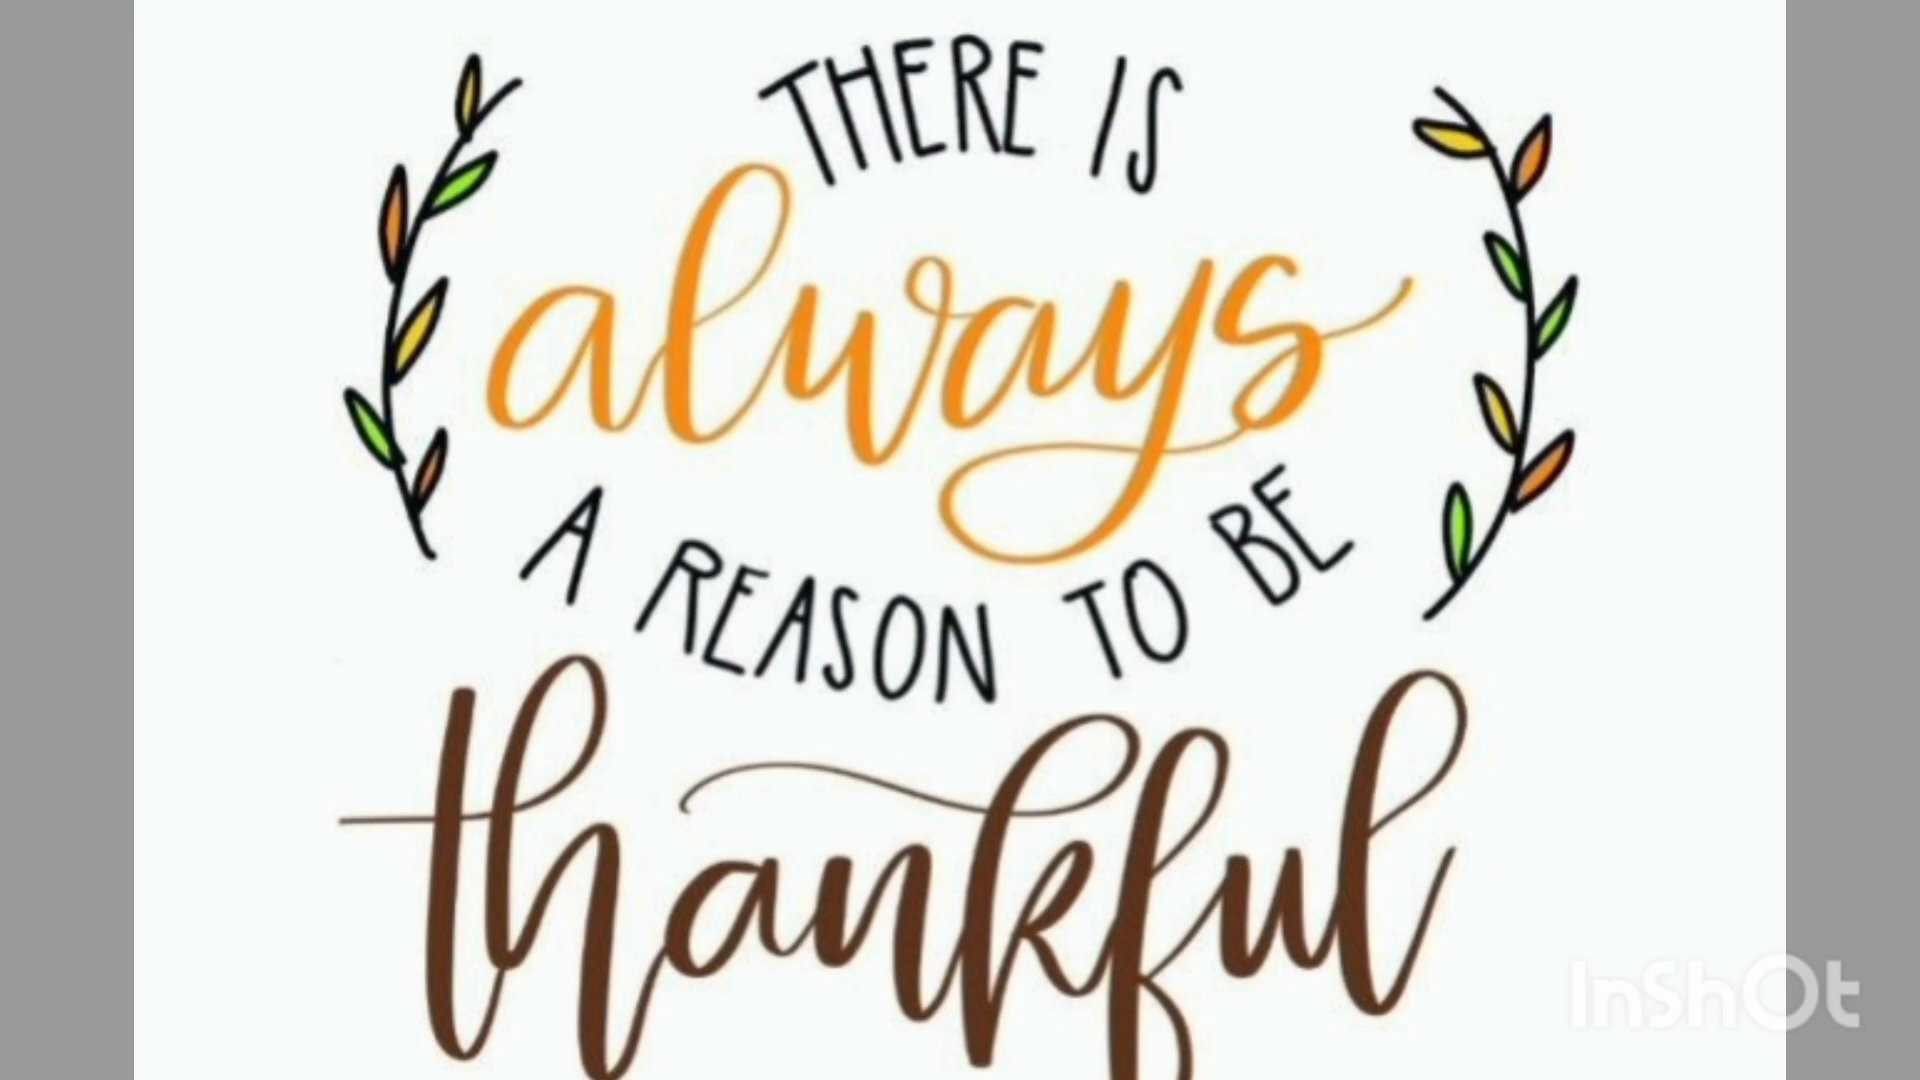 THERE IS
always
A REASON TO BE
thankful
InShOt